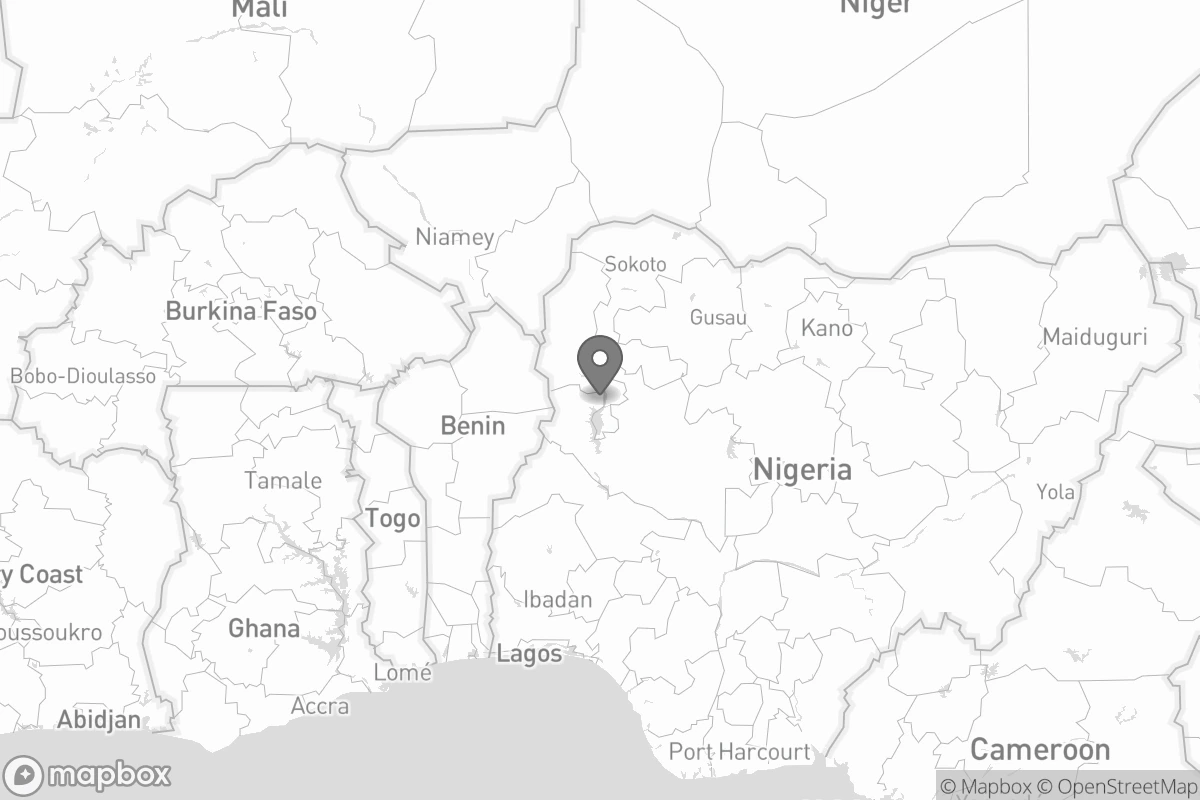 Mali
Niger
Niamey
Sokoto
Burkina Faso
Gusau
Kano
Maiduguri
Bobo-Dioulasso
Benin
Nigeria
Tamale
Yola
Togo
ry Coast
Ibadan
oussoukro
Ghana
Lagos
Lomé
Accra
Abidjan
Port Harcourt
Cameroon
mapbox
© Mapbox © OpenStreetMap